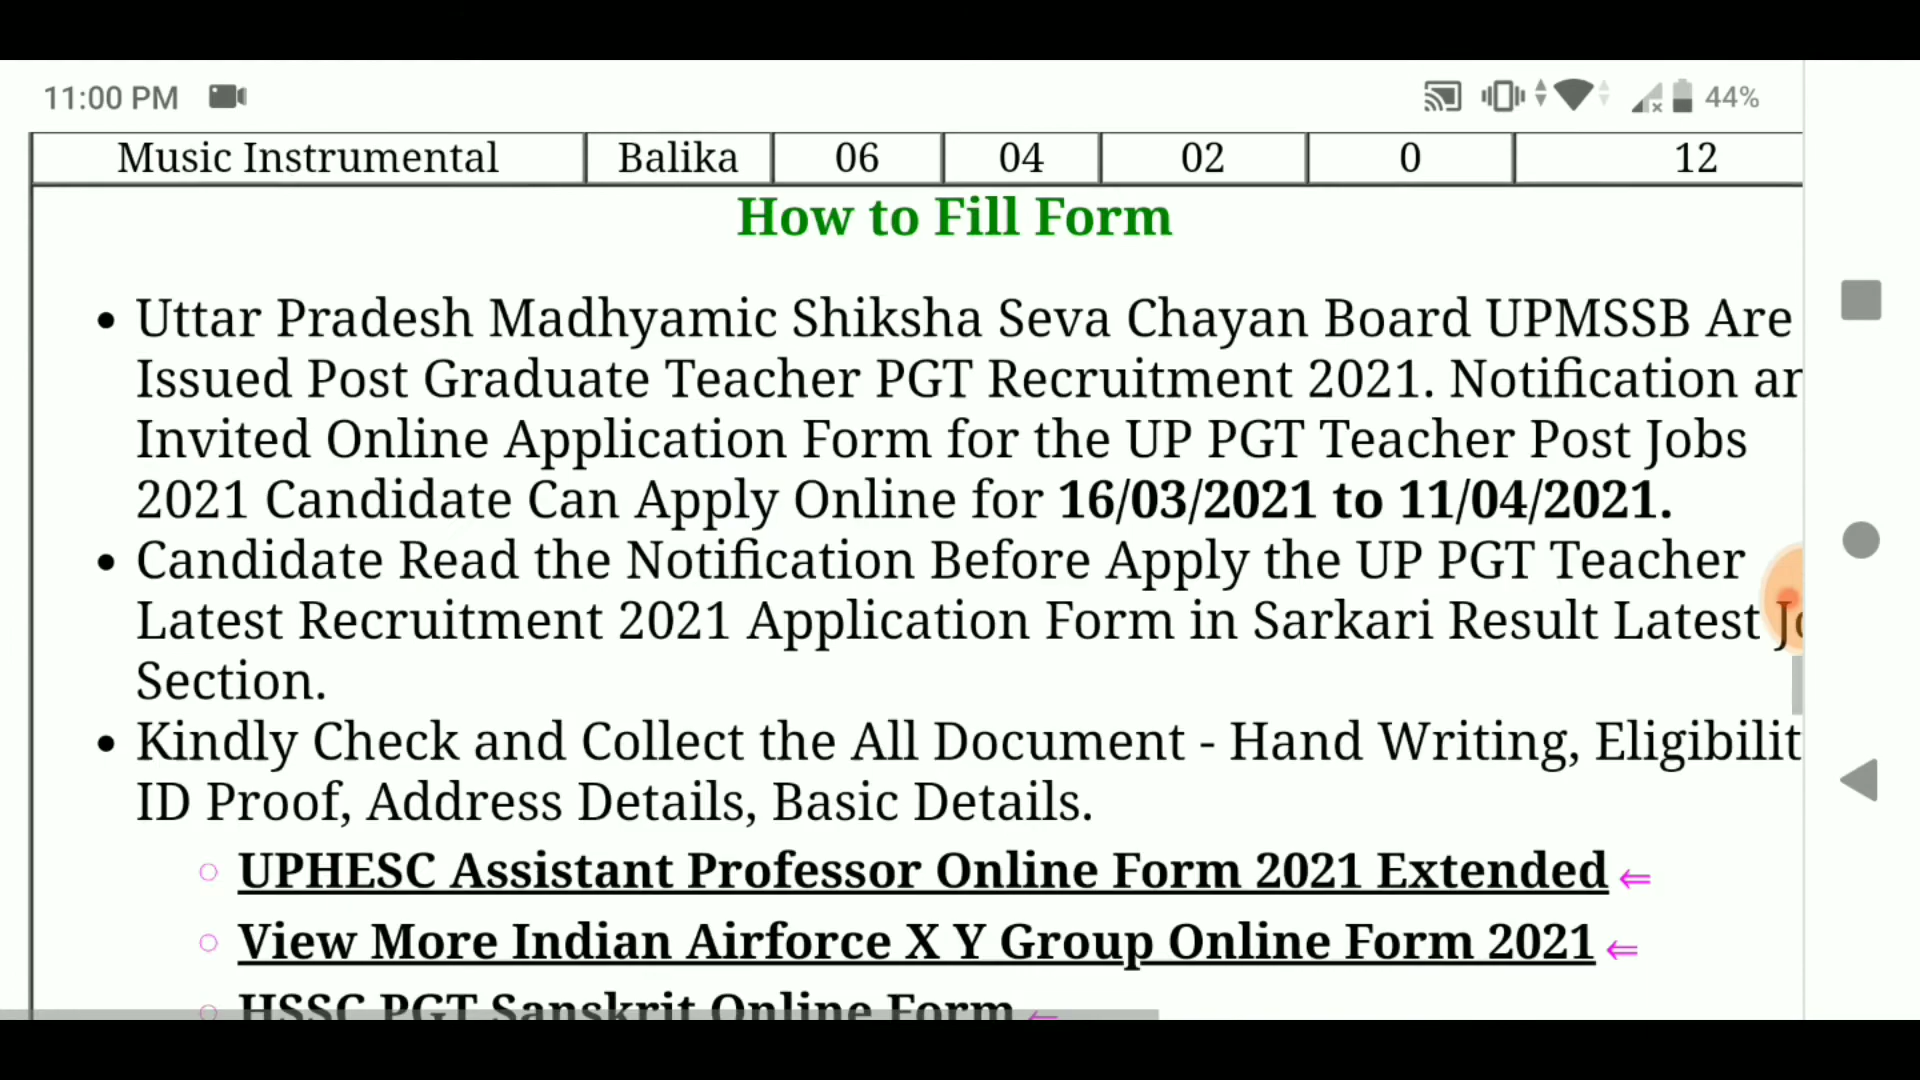 11:00 PM 44%
Music Instrumental Balika 06 04 02 0 12
How to Fill Form
• Uttar Pradesh Madhyamic Shiksha Seva Chayan Board UPMSSB Are
Issued Post Graduate Teacher PGT Recruitment 2021. Notification
Invited Online Application Form for the UP PGT Teacher Post Jobs
2021 Candidate Can Apply Online for 16/03/2021 to 11/04/2021.
• Candidate Read the Notification Before Apply the UP PGT Teacher
Latest Recruitment 2021 Application Form in Sarkari Result Latest
Section.
• Kindly Check and Collect the All Document - Hand Writing, Eligibilit
ID Proof, Address Details, Basic Details.
○ UPHESC Assistant Professor Online Form 2021 Extended ⇐
○ View More Indian Airforce X Y Group Online Form 2021 ⇐
○ HSSC PGT Sanskrit Online Form ⇐